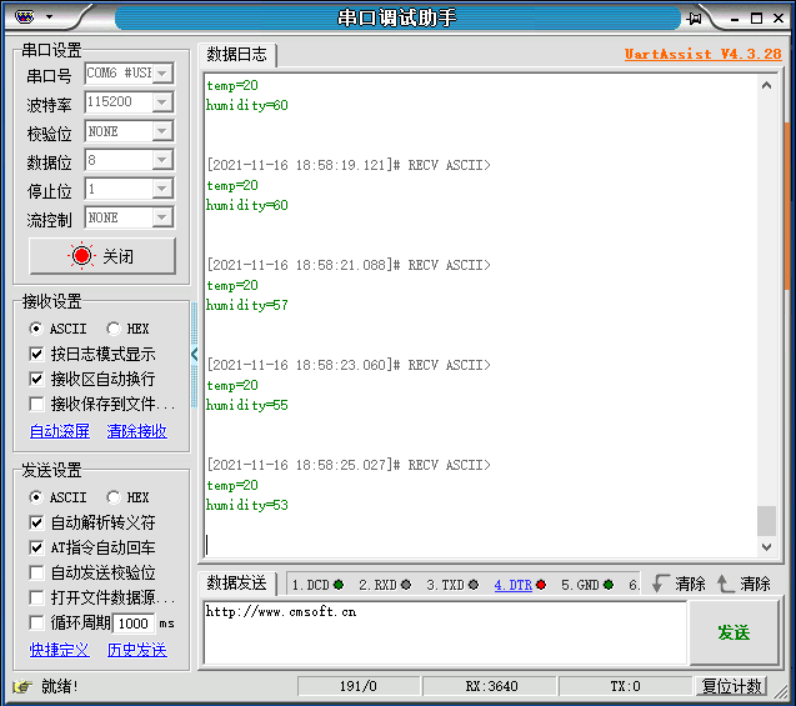 串口调试助手
串口设置
串口号 COM6 #USE
波特率 115200
校验位 NONE
数据位 8
停止位 1
流控制 NONE
关闭
接收设置
ASCII HEX
按日志模式显示
接收区自动换行
接收保存到文件...
自动滚屏 清除接收
发送设置
ASCII HEX
自动解析转义符
AT指令自动回车
自动发送校验位
打开文件数据源...
循环周期 1000 ms
快捷定义 历史发送
数据日志 UartAssist V4.3.28
temp=20
humidity=60
[2021-11-16 18:58:19.121]# RECV ASCII>
temp=20
humidity=60
[2021-11-16 18:58:21.088]# RECV ASCII>
temp=20
humidity=57
[2021-11-16 18:58:23.060]# RECV ASCII>
temp=20
humidity=55
[2021-11-16 18:58:25.027]# RECV ASCII>
temp=20
humidity=53
数据发送 1.DCD 2.RXD 3.TXD 4.DTR 5.GND 6. 清除 清除
http://www.cmsoft.cn
发送
就绪! 191/0 RX:3640 TX:0 复位计数